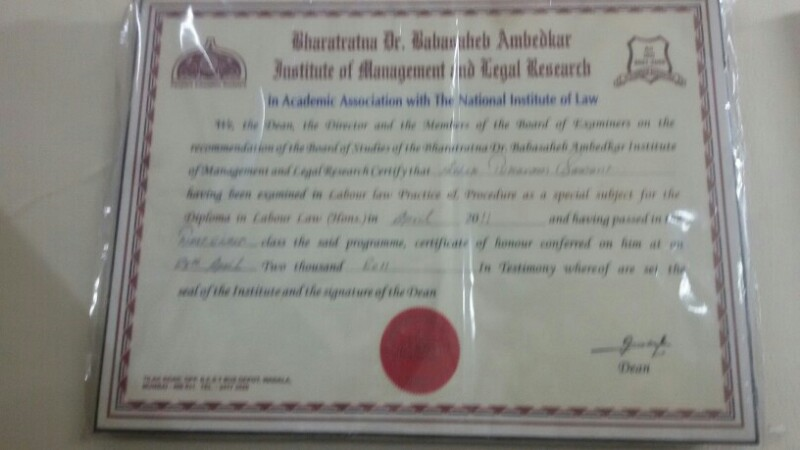 Bharatratna Dr. Babasaheb Ambedkar
Institute of Management and Legal Research
in Academic Association with The National Institute of Law
We, the Dean, the Director and the Members of the Board of Examiners on the
recommendation of the Board of Studies of the Bharatratna Dr. Babasaheb Ambedkar Institute
of Management and Legal Research Certify that
having been examined in Labour law Practice of Procedure as a special subject for the
Diploma in Labour Law (Hons.) in April 2011 and having passed in the
class the said programme, certificate of honour conferred on him at on
April Two thousand In Testimony whereof are set the
seal of the Institute and the signature of the Dean
Dean